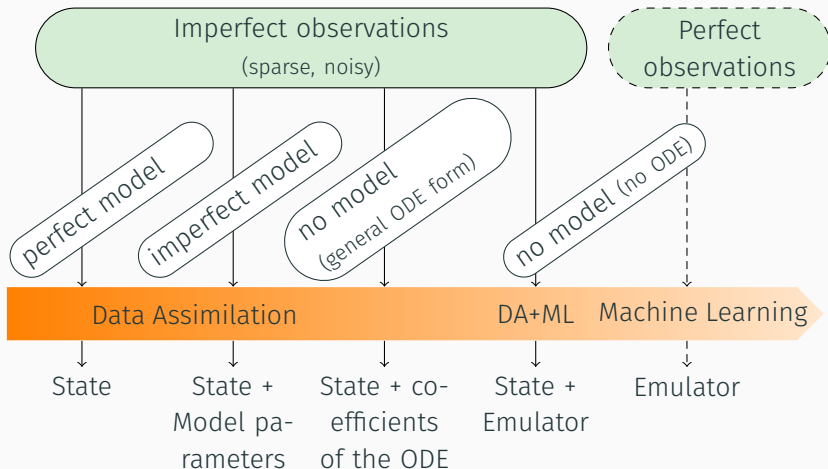 Imperfect observations
(sparse, noisy)
Perfect
observations
perfect model
imperfect model
no model
(general ODE form)
no model (no ODE)
Data Assimilation
DA+ML
Machine Learning
State
State +
Model pa-
rameters
State + co-
efficients
of the ODE
State +
Emulator
Emulator